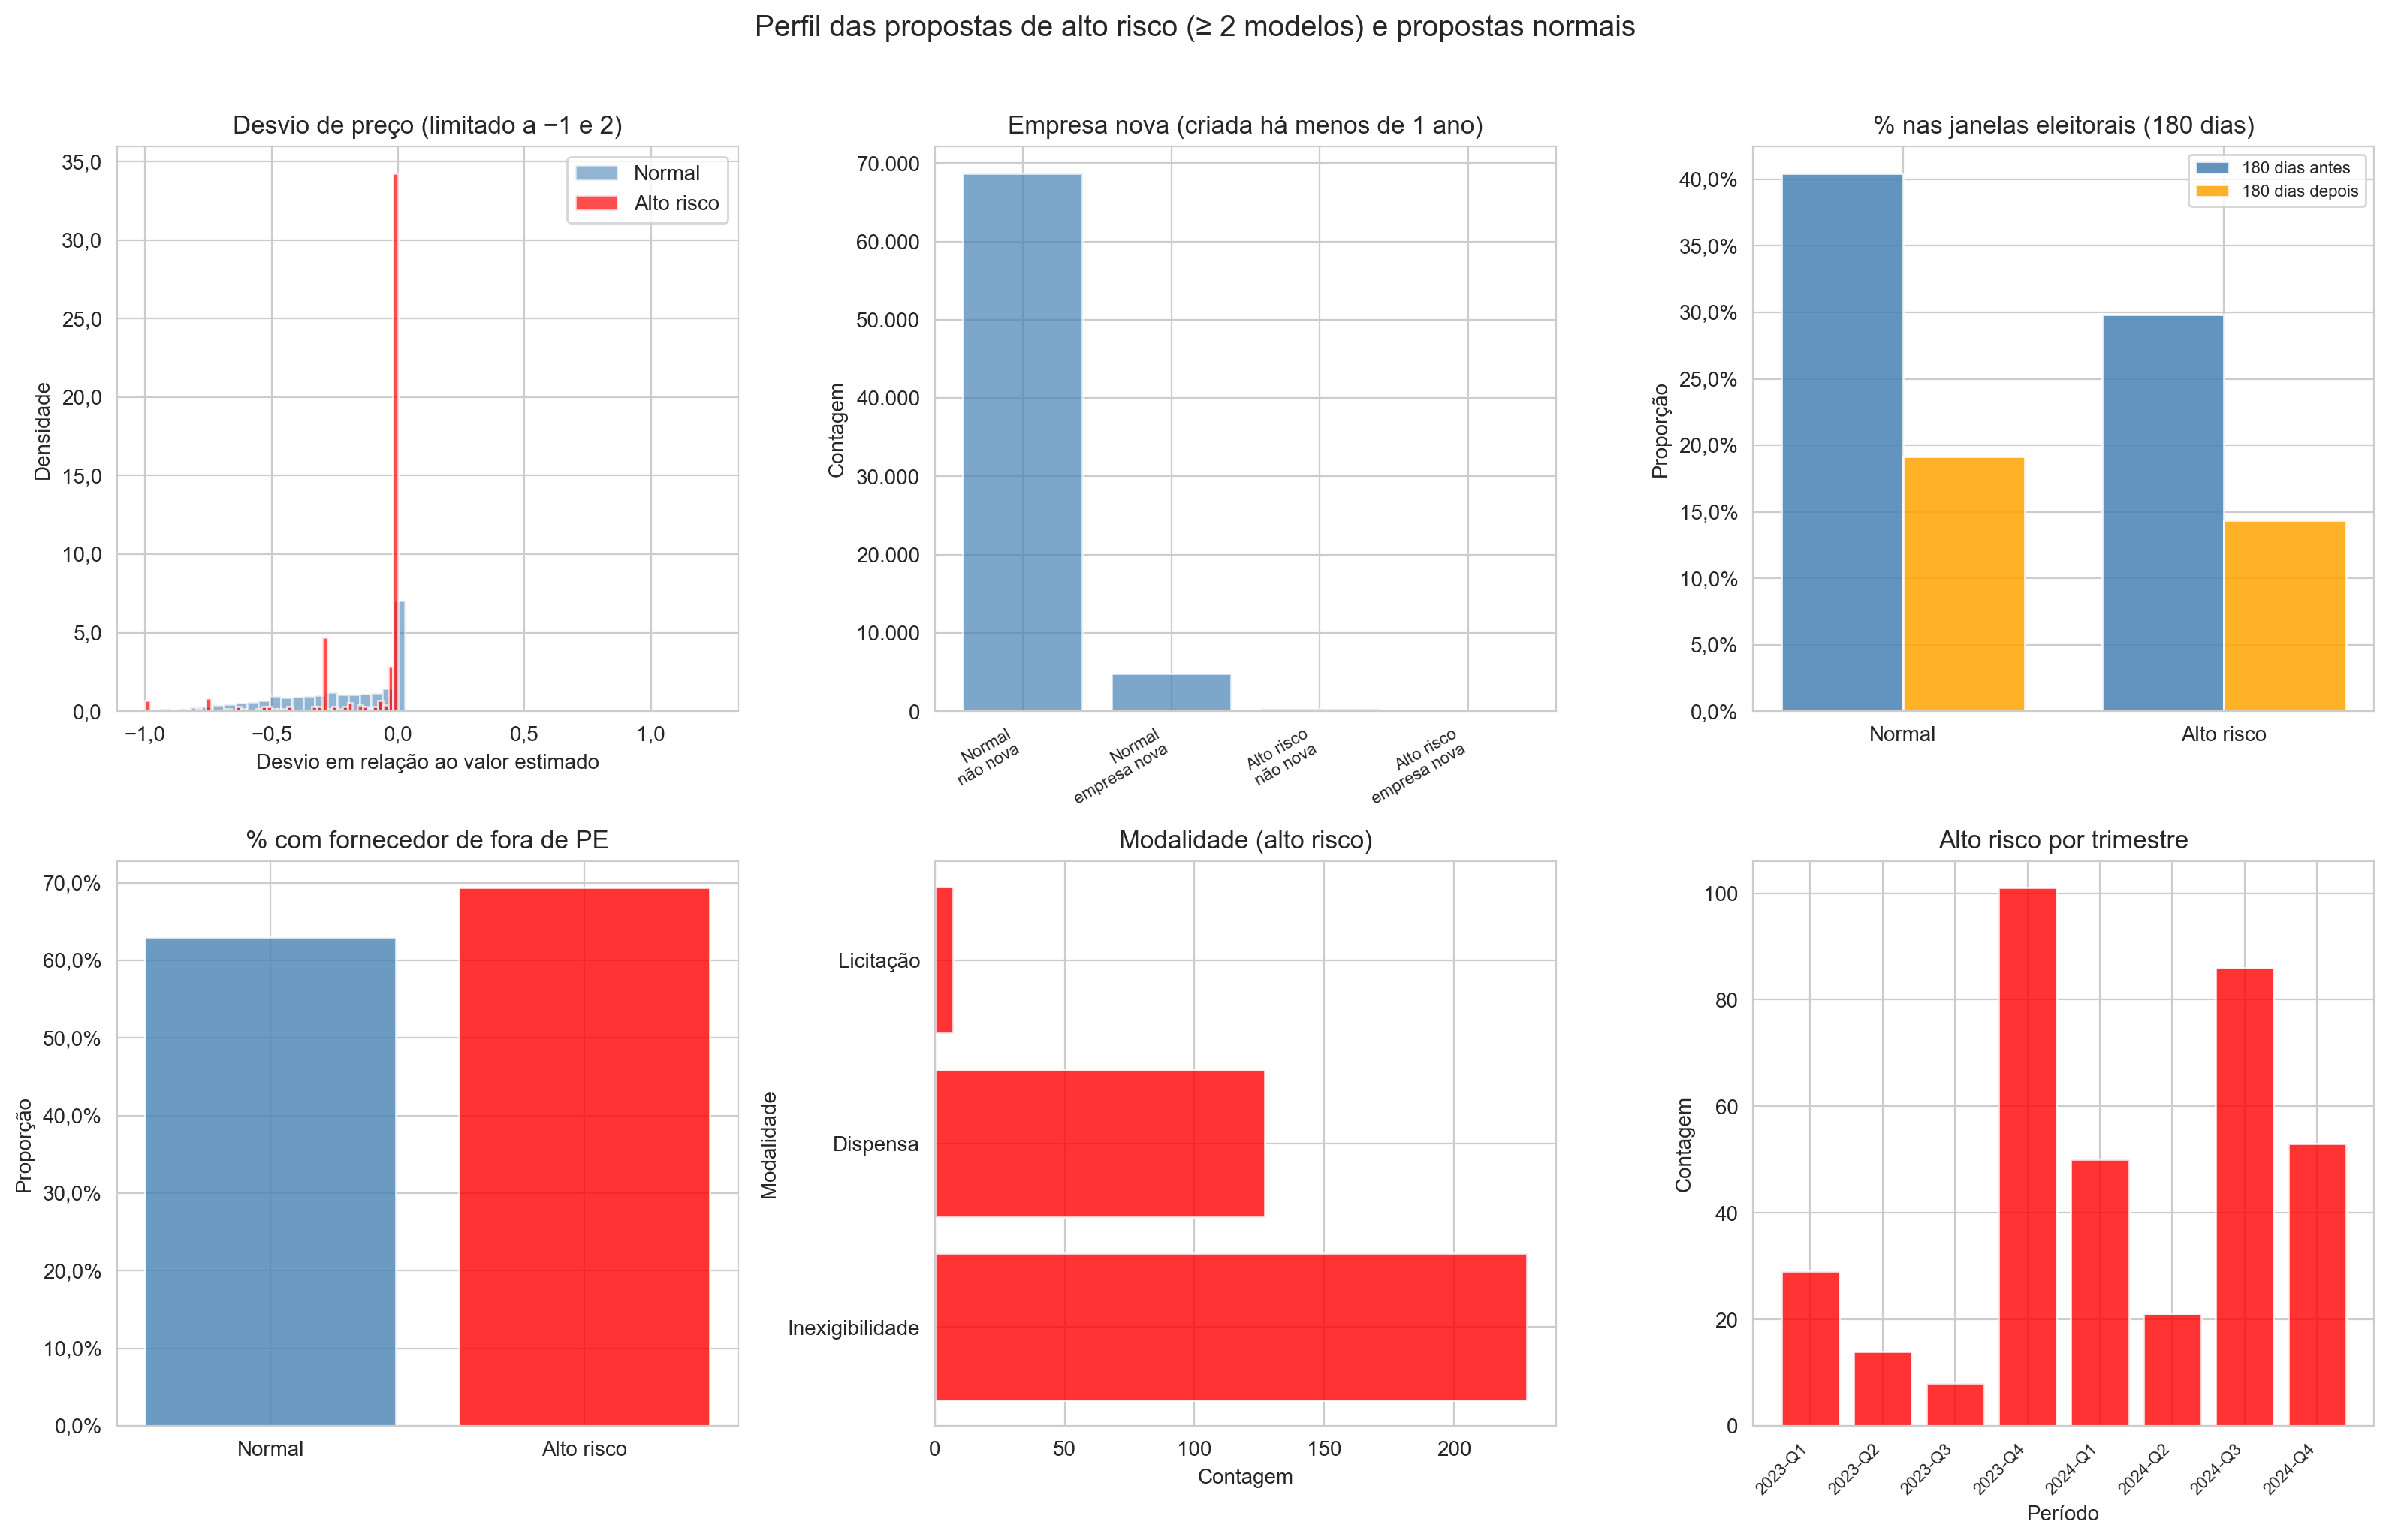 Perfil das propostas de alto risco (≥ 2 modelos) e propostas normais
Desvio de preço (limitado a −1 e 2)
35,0
30,0
25,0
20,0
15,0
10,0
5,0
0,0
Densidade
−1,0
−0,5
0,0
0,5
1,0
Desvio em relação ao valor estimado
Normal
Alto risco
Empresa nova (criada há menos de 1 ano)
70.000
60.000
50.000
40.000
30.000
20.000
10.000
0
Contagem
Normal
não nova
Normal
empresa nova
Alto risco
não nova
Alto risco
empresa nova
% nas janelas eleitorais (180 dias)
40,0%
35,0%
30,0%
25,0%
20,0%
15,0%
10,0%
5,0%
0,0%
Proporção
180 dias antes
180 dias depois
Normal
Alto risco
% com fornecedor de fora de PE
70,0%
60,0%
50,0%
40,0%
30,0%
20,0%
10,0%
0,0%
Proporção
Normal
Alto risco
Modalidade (alto risco)
Modalidade
Licitação
Dispensa
Inexigibilidade
0
50
100
150
200
Contagem
Alto risco por trimestre
100
80
60
40
20
0
Contagem
2023-Q1
2023-Q2
2023-Q3
2023-Q4
2024-Q1
2024-Q2
2024-Q3
2024-Q4
Período